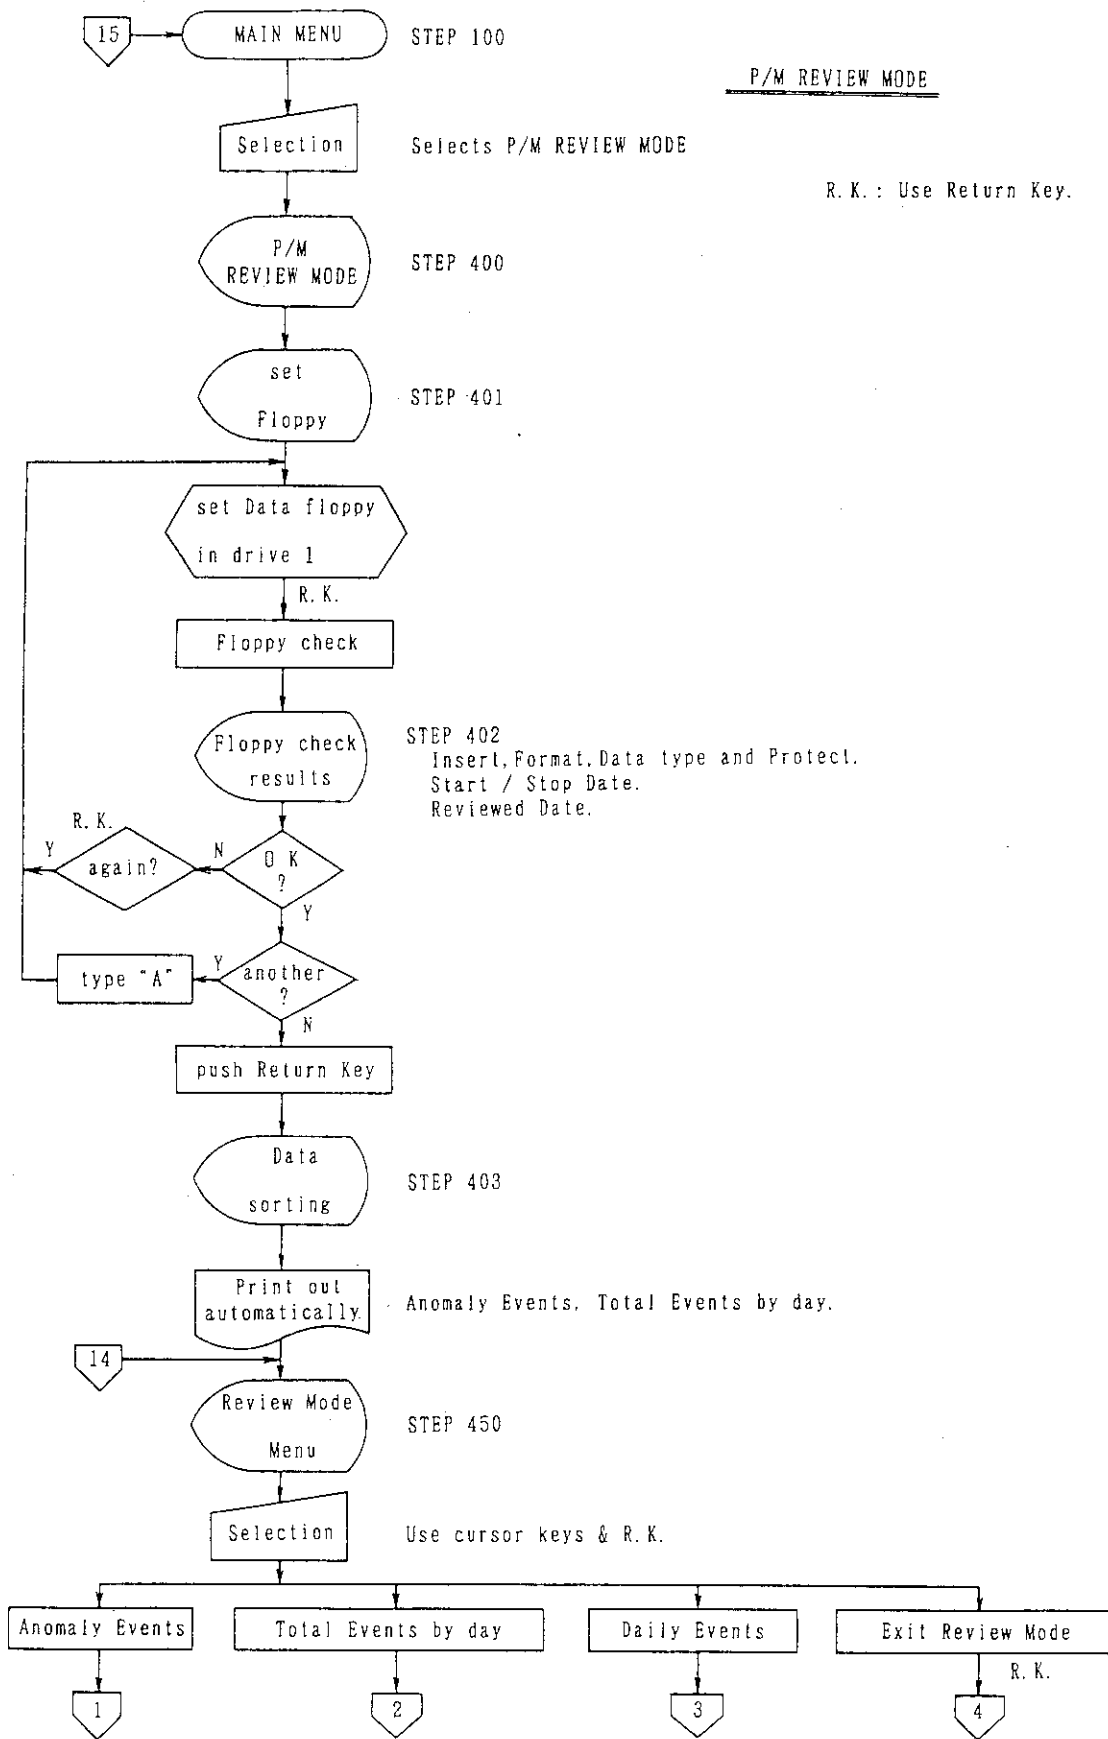 15
MAIN MENU
STEP 100
P/M REVIEW MODE
Selection
Selects P/M REVIEW MODE
R.K.: Use Return Key.
P/M
REVIEW MODE
STEP 400
set
Floppy
STEP 401
set Data floppy
in drive 1
R.K.
Floppy check
Floppy check
results
STEP 402
Insert, Format, Data type and Protect.
Start / Stop Date.
Reviewed Date.
R.K.
Y
again?
N
O K
?
Y
type "A"
Y
another
?
N
push Return Key
Data
sorting
STEP 403
Print out
automatically.
Anomaly Events, Total Events by day.
14
Review Mode
Menu
STEP 450
Selection
Use cursor keys & R.K.
Anomaly Events
Total Events by day
Daily Events
Exit Review Mode
R.K.
1
2
3
4